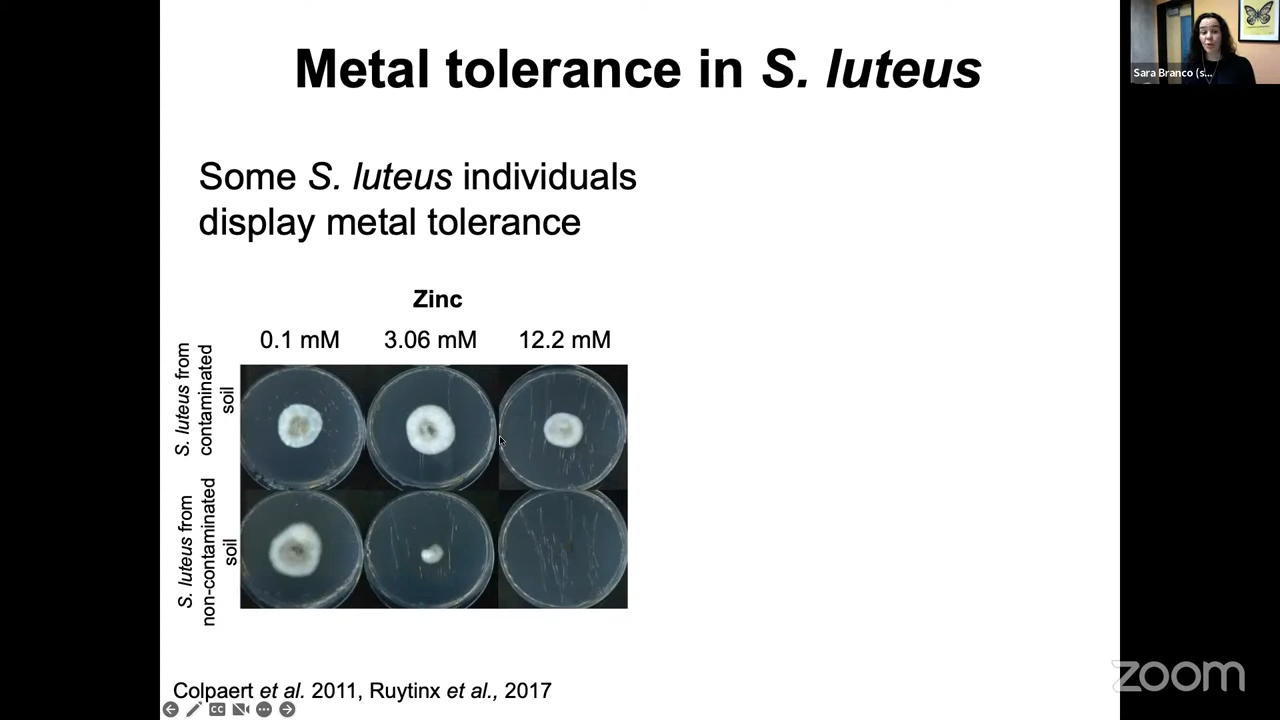 Metal tolerance in S. luteus
Sara Branco (s...
Some S. luteus individuals
display metal tolerance
Zinc
0.1 mM 3.06 mM 12.2 mM
S. luteus from
contaminated
soil
S. luteus from
non-contaminated
soil
Colpaert et al. 2011, Ruytinx et al., 2017
CC
zoom